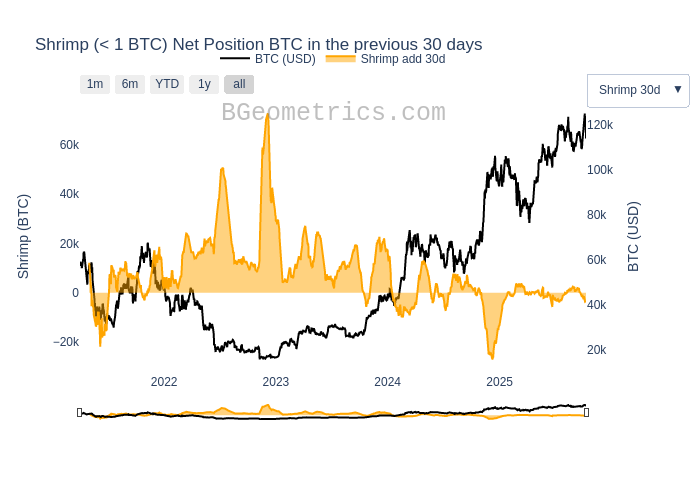 Shrimp (< 1 BTC) Net Position BTC in the previous 30 days
BTC (USD) Shrimp add 30d
1m 6m YTD 1y all
Shrimp 30d ▼
BGeometrics.com
60k
40k
20k
0
−20k
Shrimp (BTC)
120k
100k
80k
60k
40k
20k
BTC (USD)
2022 2023 2024 2025